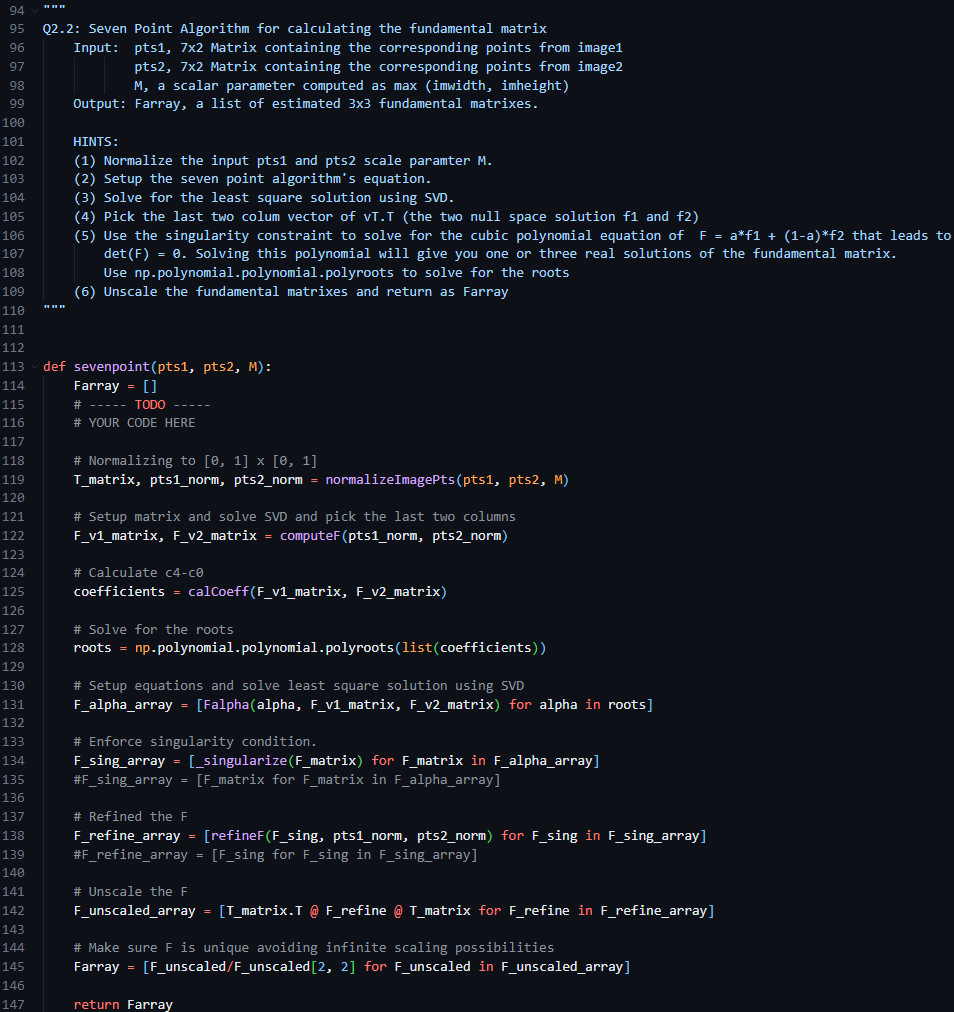 94 """
95 Q2.2: Seven Point Algorithm for calculating the fundamental matrix
96     Input:  pts1, 7x2 Matrix containing the corresponding points from image1
97             pts2, 7x2 Matrix containing the corresponding points from image2
98             M, a scalar parameter computed as max (imwidth, imheight)
99     Output: Farray, a list of estimated 3x3 fundamental matrixes.
100
101     HINTS:
102     (1) Normalize the input pts1 and pts2 scale paramter M.
103     (2) Setup the seven point algorithm's equation.
104     (3) Solve for the least square solution using SVD.
105     (4) Pick the last two colum vector of vT.T (the two null space solution f1 and f2)
106     (5) Use the singularity constraint to solve for the cubic polynomial equation of  F = a*f1 + (1-a)*f2 that leads to
107         det(F) = 0. Solving this polynomial will give you one or three real solutions of the fundamental matrix.
108         Use np.polynomial.polynomial.polyroots to solve for the roots
109     (6) Unscale the fundamental matrixes and return as Farray
110 """
111
112
113 def sevenpoint(pts1, pts2, M):
114     Farray = []
115     # ----- TODO -----
116     # YOUR CODE HERE
117
118     # Normalizing to [0, 1] x [0, 1]
119     T_matrix, pts1_norm, pts2_norm = normalizeImagePts(pts1, pts2, M)
120
121     # Setup matrix and solve SVD and pick the last two columns
122     F_v1_matrix, F_v2_matrix = computeF(pts1_norm, pts2_norm)
123
124     # Calculate c4-c0
125     coefficients = calCoeff(F_v1_matrix, F_v2_matrix)
126
127     # Solve for the roots
128     roots = np.polynomial.polynomial.polyroots(list(coefficients))
129
130     # Setup equations and solve least square solution using SVD
131     F_alpha_array = [Falpha(alpha, F_v1_matrix, F_v2_matrix) for alpha in roots]
132
133     # Enforce singularity condition.
134     F_sing_array = [_singularize(F_matrix) for F_matrix in F_alpha_array]
135     #F_sing_array = [F_matrix for F_matrix in F_alpha_array]
136
137     # Refined the F
138     F_refine_array = [refineF(F_sing, pts1_norm, pts2_norm) for F_sing in F_sing_array]
139     #F_refine_array = [F_sing for F_sing in F_sing_array]
140
141     # Unscale the F
142     F_unscaled_array = [T_matrix.T @ F_refine @ T_matrix for F_refine in F_refine_array]
143
144     # Make sure F is unique avoiding infinite scaling possibilities
145     Farray = [F_unscaled/F_unscaled[2, 2] for F_unscaled in F_unscaled_array]
146
147     return Farray